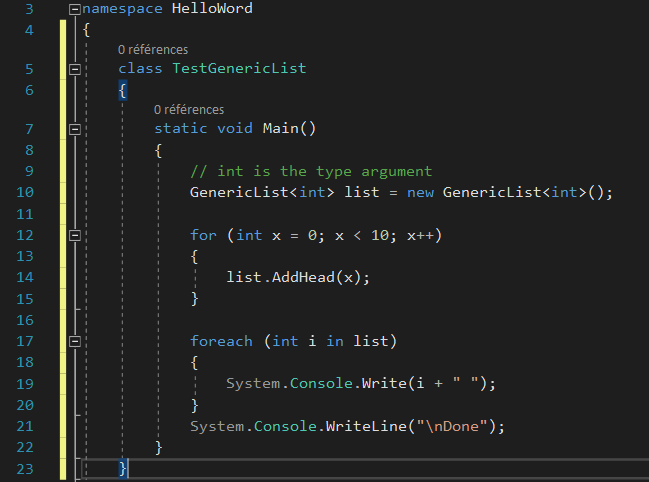 3 namespace HelloWord
4 {
0 références
5 class TestGenericList
6 {
0 références
7 static void Main()
8 {
9 // int is the type argument
10 GenericList<int> list = new GenericList<int>();
11
12 for (int x = 0; x < 10; x++)
13 {
14 list.AddHead(x);
15 }
16
17 foreach (int i in list)
18 {
19 System.Console.Write(i + " ");
20 }
21 System.Console.WriteLine("\nDone");
22 }
23 }